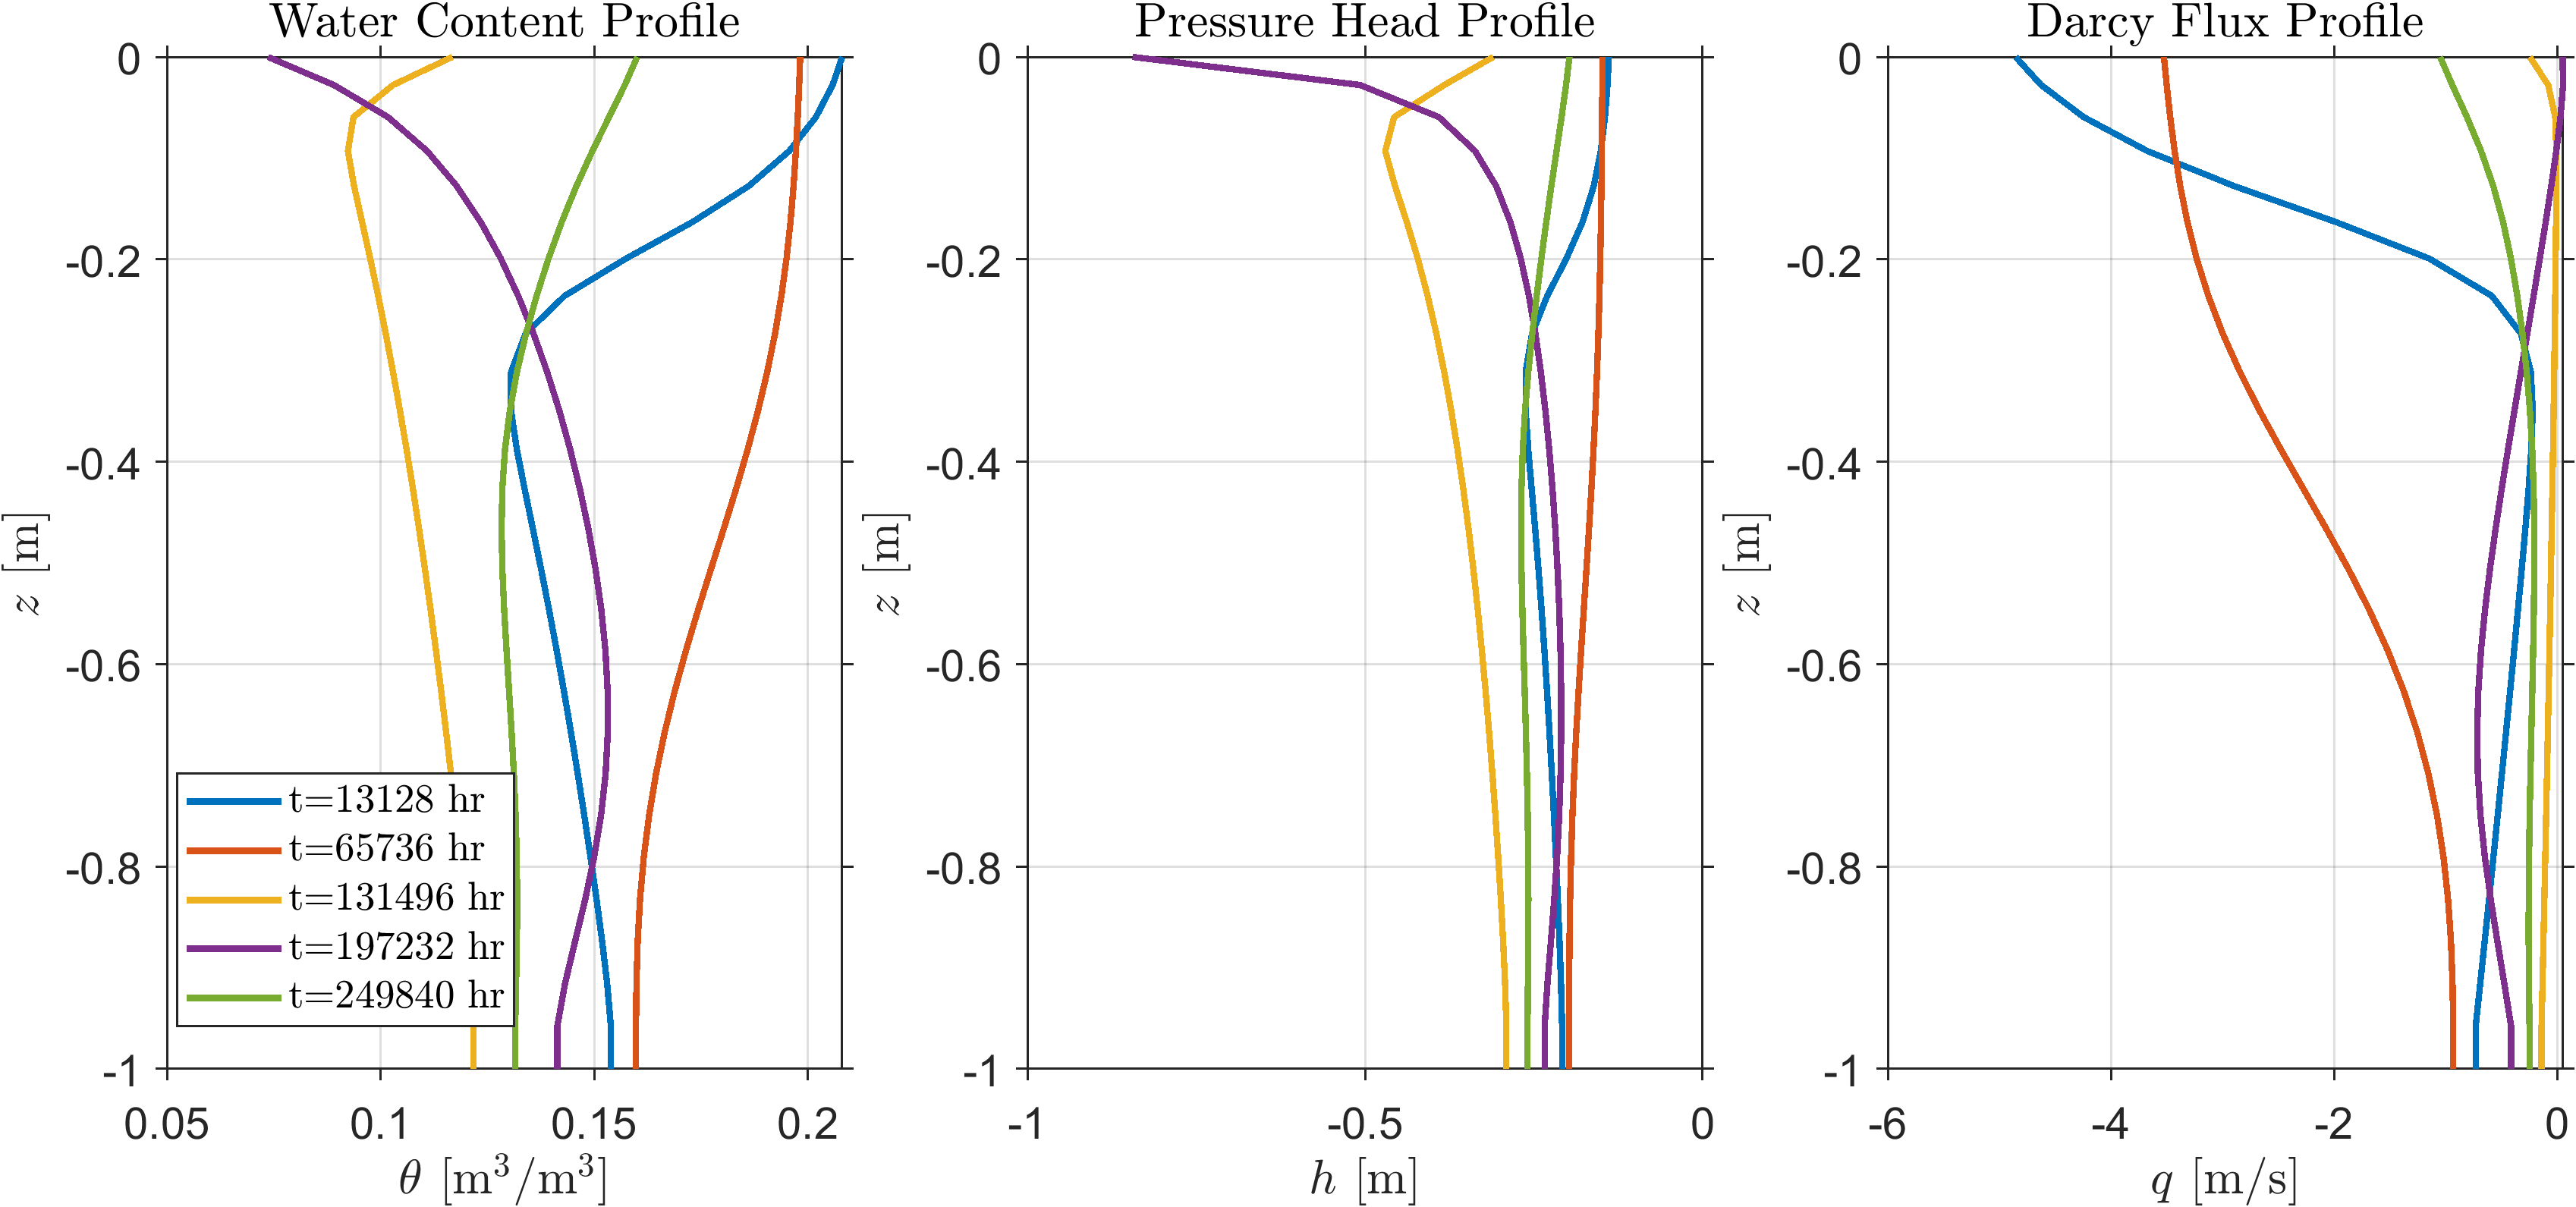 Water Content Profile
0
-0.2
-0.4
-0.6
-0.8
-1
z [m]
t=13128 hr
t=65736 hr
t=131496 hr
t=197232 hr
t=249840 hr
0.05 0.1 0.15 0.2
θ [m³/m³]
Pressure Head Profile
0
-0.2
-0.4
-0.6
-0.8
-1
z [m]
-1 -0.5 0
h [m]
Darcy Flux Profile
0
-0.2
-0.4
-0.6
-0.8
-1
z [m]
-6 -4 -2 0
q [m/s]